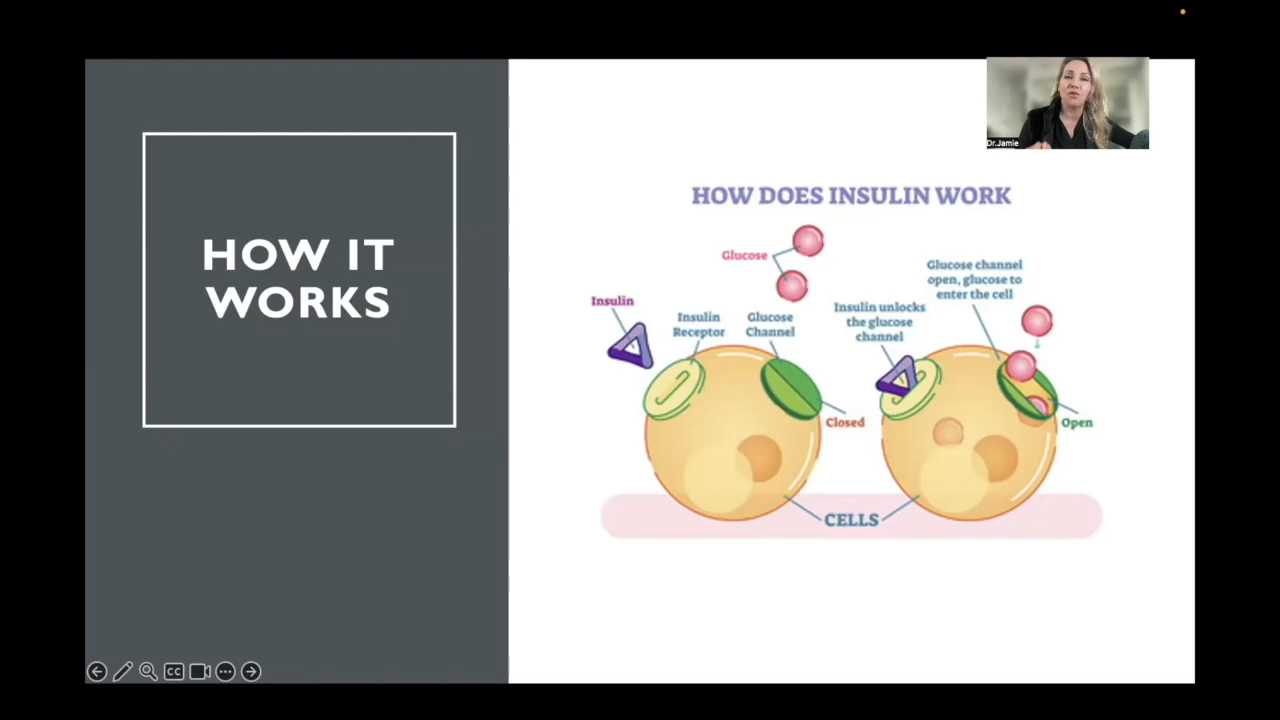 Dr.Jamie
HOW IT
WORKS
HOW DOES INSULIN WORK
Glucose
Insulin
Insulin
Receptor
Glucose
Channel
Closed
Insulin unlocks
the glucose
channel
Glucose channel
open, glucose to
enter the cell
Open
CELLS
CC